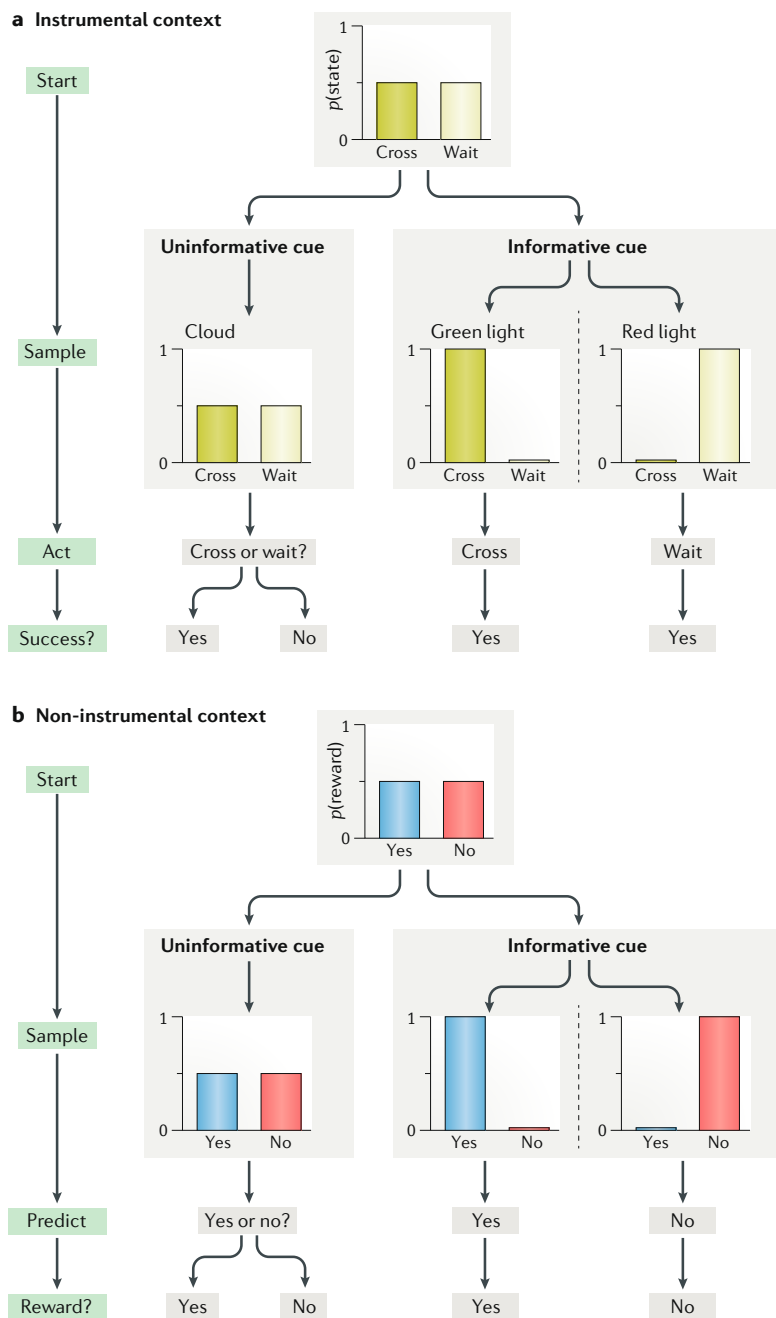 a Instrumental context
Start
1
p(state)
0
Cross Wait
Uninformative cue
Informative cue
Sample
Cloud
1
0
Cross Wait
Green light
1
0
Cross Wait
Red light
1
0
Cross Wait
Act
Cross or wait?
Cross
Wait
Success?
Yes
No
Yes
Yes
b Non-instrumental context
Start
1
p(reward)
0
Yes No
Uninformative cue
Informative cue
Sample
1
0
Yes No
1
0
Yes No
1
0
Yes No
Predict
Yes or no?
Yes
No
Reward?
Yes
No
Yes
No